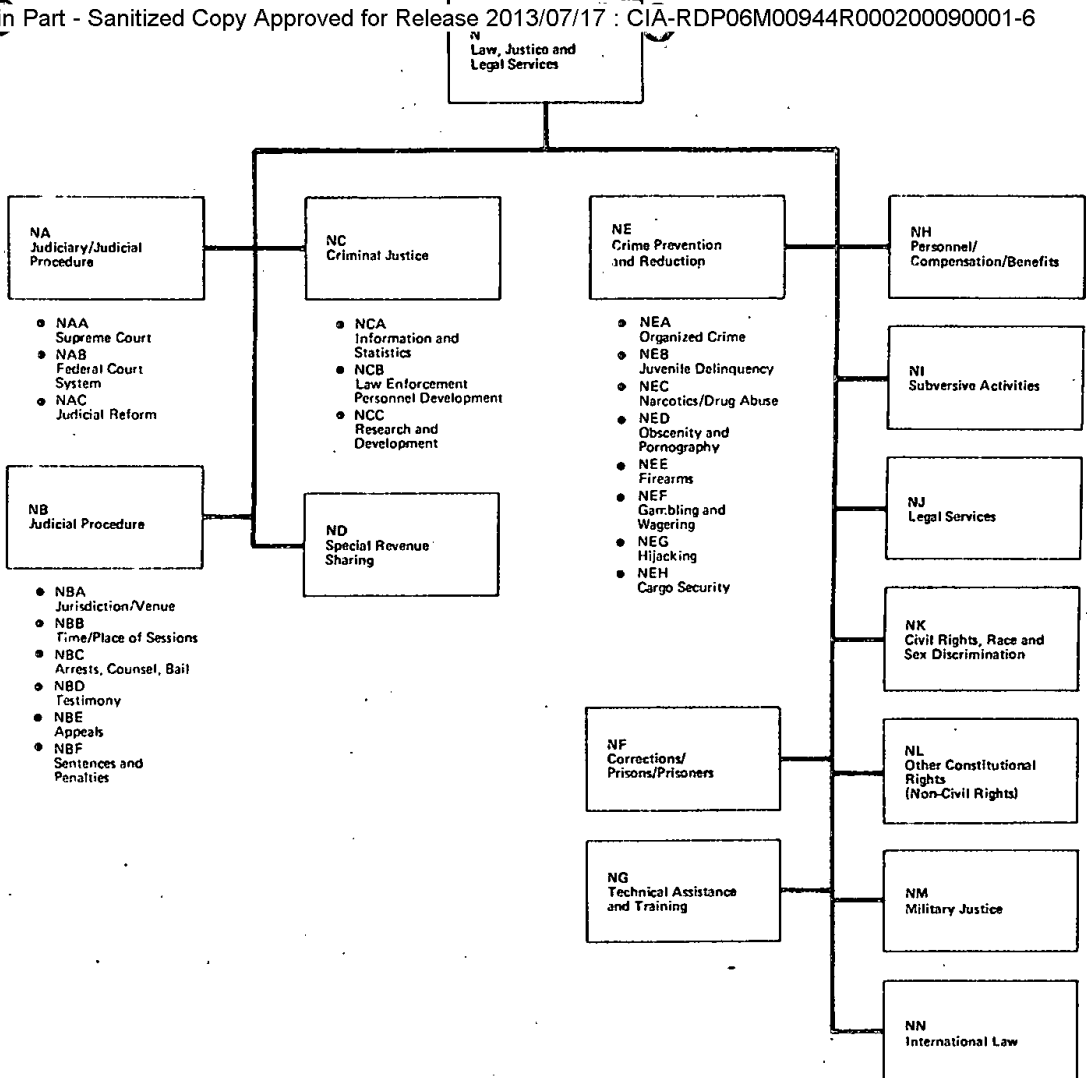 in Part - Sanitized Copy Approved for Release 2013/07/17 : CIA-RDP06M00944R000200090001-6
N
Law, Justice and
Legal Services
NA
Judiciary/Judicial
Procedure
• NAA
Supreme Court
• NAB
Federal Court
System
• NAC
Judicial Reform
NB
Judicial Procedure
• NBA
Jurisdiction/Venue
• NBB
Time/Place of Sessions
• NBC
Arrests, Counsel, Bail
• NBD
Testimony
• NBE
Appeals
• NBF
Sentences and
Penalties
NC
Criminal Justice
• NCA
Information and
Statistics
• NCB
Law Enforcement
Personnel Development
• NCC
Research and
Development
ND
Special Revenue
Sharing
NE
Crime Prevention
and Reduction
• NEA
Organized Crime
• NEB
Juvenile Delinquency
• NEC
Narcotics/Drug Abuse
• NED
Obscenity and
Pornography
• NEE
Firearms
• NEF
Gambling and
Wagering
• NEG
Hijacking
• NEH
Cargo Security
NF
Corrections/
Prisons/Prisoners
NG
Technical Assistance
and Training
NH
Personnel/
Compensation/Benefits
NI
Subversive Activities
NJ
Legal Services
NK
Civil Rights, Race and
Sex Discrimination
NL
Other Constitutional
Rights
(Non-Civil Rights)
NM
Military Justice
NN
International Law